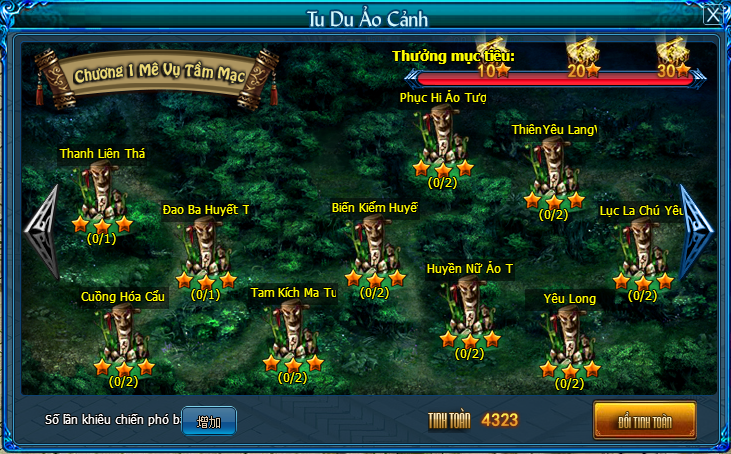 Tu Du Ảo Cảnh
X
Chương 1 Mê Vụ Tầm Mạc
Thưởng mục tiêu:
10 20 30
Phục Hi Ảo Tượ
(0/2)
ThiênYêu Lang
(0/2)
Thanh Liên Thá
(0/1)
Đao Ba Huyết T
(0/1)
Biến Kiểm Huyế
(0/2)
Lục La Chú Yêu
(0/2)
Huyền Nữ Ảo T
(0/2)
Cuồng Hóa Cẩu
(0/2)
Tam Kích Ma Tu
(0/2)
Yêu Long
(0/2)
Số lần khiêu chiến phó b
增加
TINH TOÀN 4323
ĐỔI TINH TOÀN